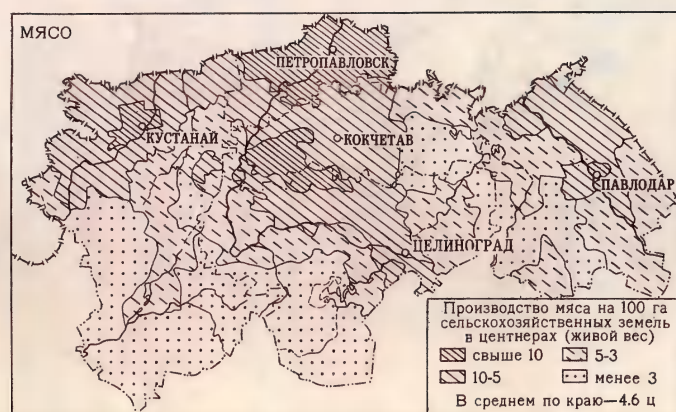 МЯСО
ПЕТРОПАВЛОВСК
КУСТАНАЙ
КОКЧЕТАВ
ПАВЛОДАР
ЦЕЛИНОГРАД
Производство мяса на 100 га
сельскохозяйственных земель
в центнерах (живой вес)
свыше 10
5-3
10-5
менее 3
В среднем по краю—4.6 ц